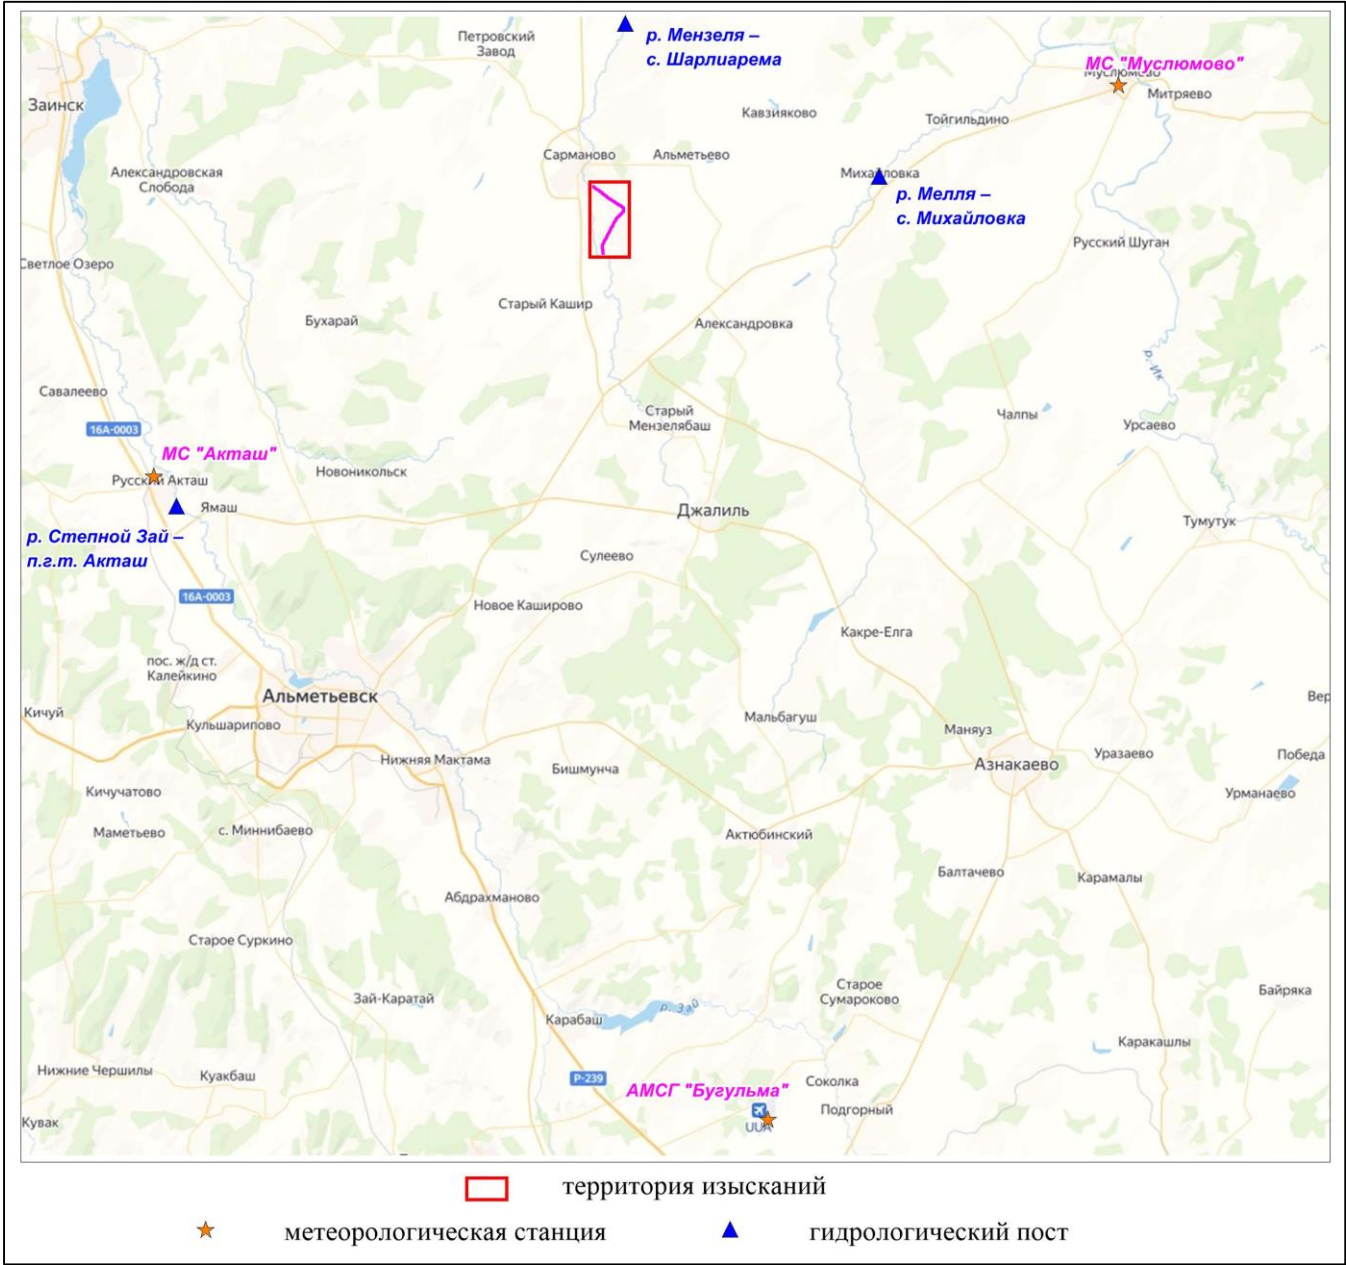 Петровский
Завод
р. Мензеля –
с. Шарлиарема
МС "Муслюмово"
Муслюмово
Митряево
Заинск
Кавзияково
Тойгильдино
Сарманово
Альметьево
Александровская
Слобода
Михайловка
р. Мелля –
с. Михайловка
Русский Шуган
Светлое Озеро
Старый Кашир
Бухарай
Александровка
р. Ик
Савалеево
Старый
Мензелябаш
Чалпы
Урсаево
16А-0003
МС "Акташ"
Русский Акташ
Новоникольск
Ямаш
Джалиль
Тумутук
р. Степной Зай –
п.г.т. Акташ
Сулеево
16А-0003
Новое Каширово
Какре-Елга
пос. ж/д ст.
Калейкино
Альметьевск
Вер
Кичуй
Кульшарипово
Мальбагуш
Маняуз
Нижняя Мактама
Бишмунча
Азнакаево
Уразаево
Победа
Кичучатово
Урманаево
Маметьево
с. Миннибаево
Актюбинский
Балтачево
Карамалы
Абдрахманово
Старое Суркино
Зай-Каратай
Старое
Сумароково
Байряка
р. Зай
Карабаш
Каракашлы
Нижние Чершилы
Куакбаш
Р-239
АМСГ "Бугульма"
Соколка
Подгорный
Кувак
UUA
территория изысканий
метеорологическая станция
гидрологический пост